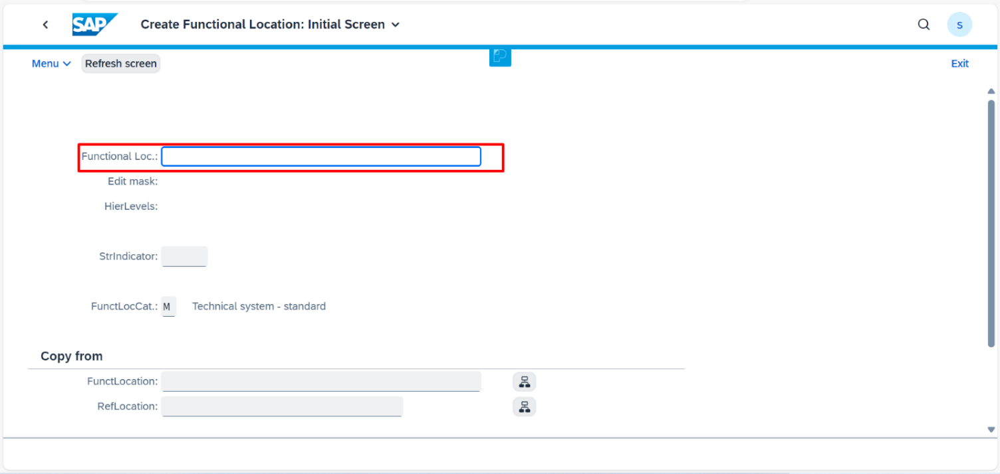 SAP Create Functional Location: Initial Screen S
Menu Refresh screen Exit
Functional Loc.:
Edit mask:
HierLevels:
StrIndicator:
FunctLocCat.: M Technical system - standard
Copy from
FunctLocation:
RefLocation: